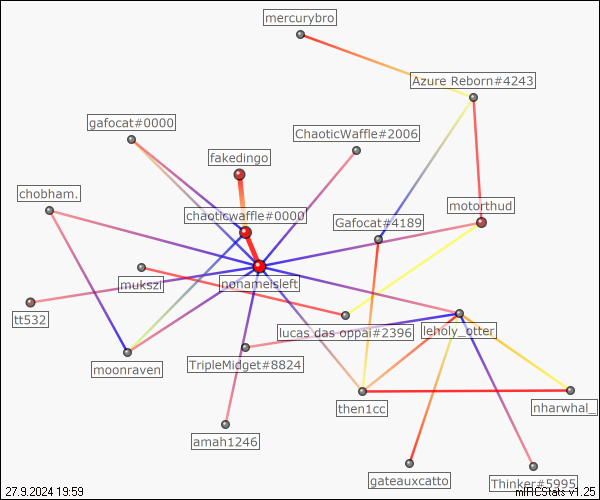 mercurybro
Azure Reborn#4243
gafocat#0000
ChaoticWaffle#2006
fakedingo
chobham.
motorthud
chaoticwaffle#0000
Gafocat#4189
mukszi
nonameisleft
tt532
lucas das oppai#2396
leholy_otter
moonraven
TripleMidget#8824
then1cc
nharwhal_
amah1246
gateauxcatto
Thinker#5995
27.9.2024 19:59
mIRCStats v1.25